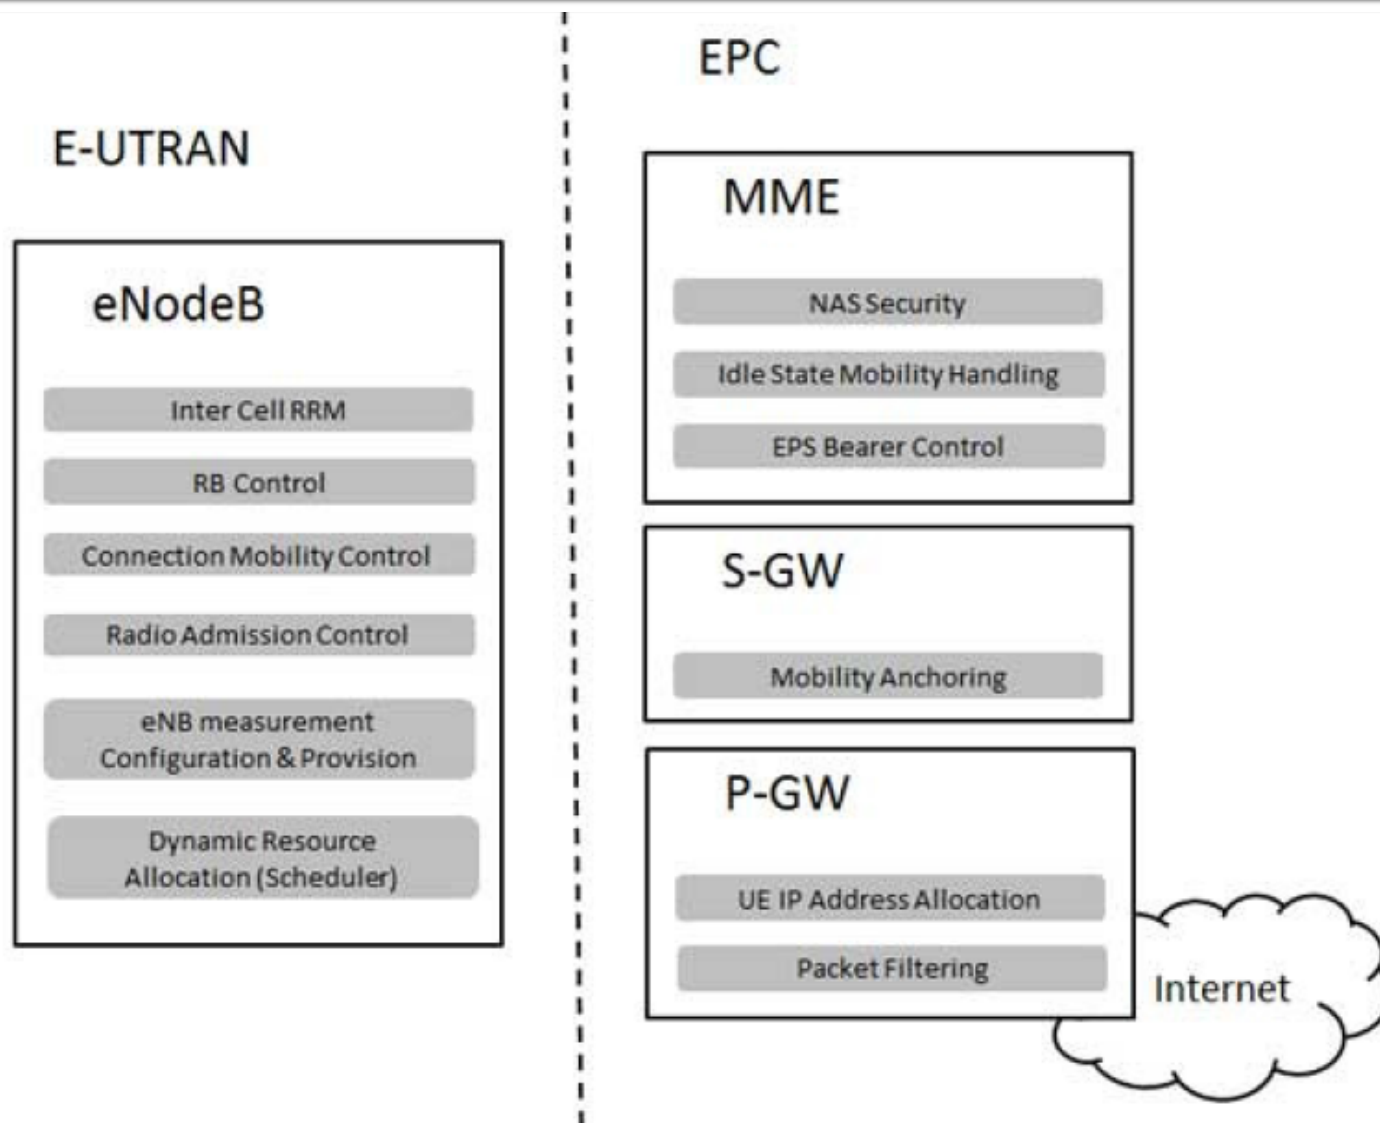 E-UTRAN
eNodeB
Inter Cell RRM
RB Control
Connection Mobility Control
Radio Admission Control
eNB measurement
Configuration & Provision
Dynamic Resource
Allocation (Scheduler)
EPC
MME
NAS Security
Idle State Mobility Handling
EPS Bearer Control
S-GW
Mobility Anchoring
P-GW
UE IP Address Allocation
Packet Filtering
Internet